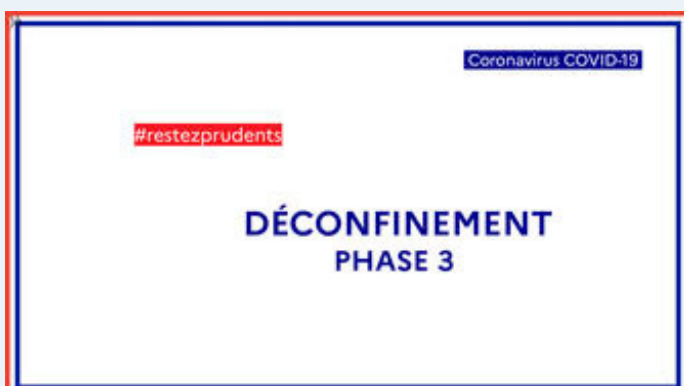 Coronavirus COVID-19
#restezprudents
DÉCONFINEMENT
PHASE 3